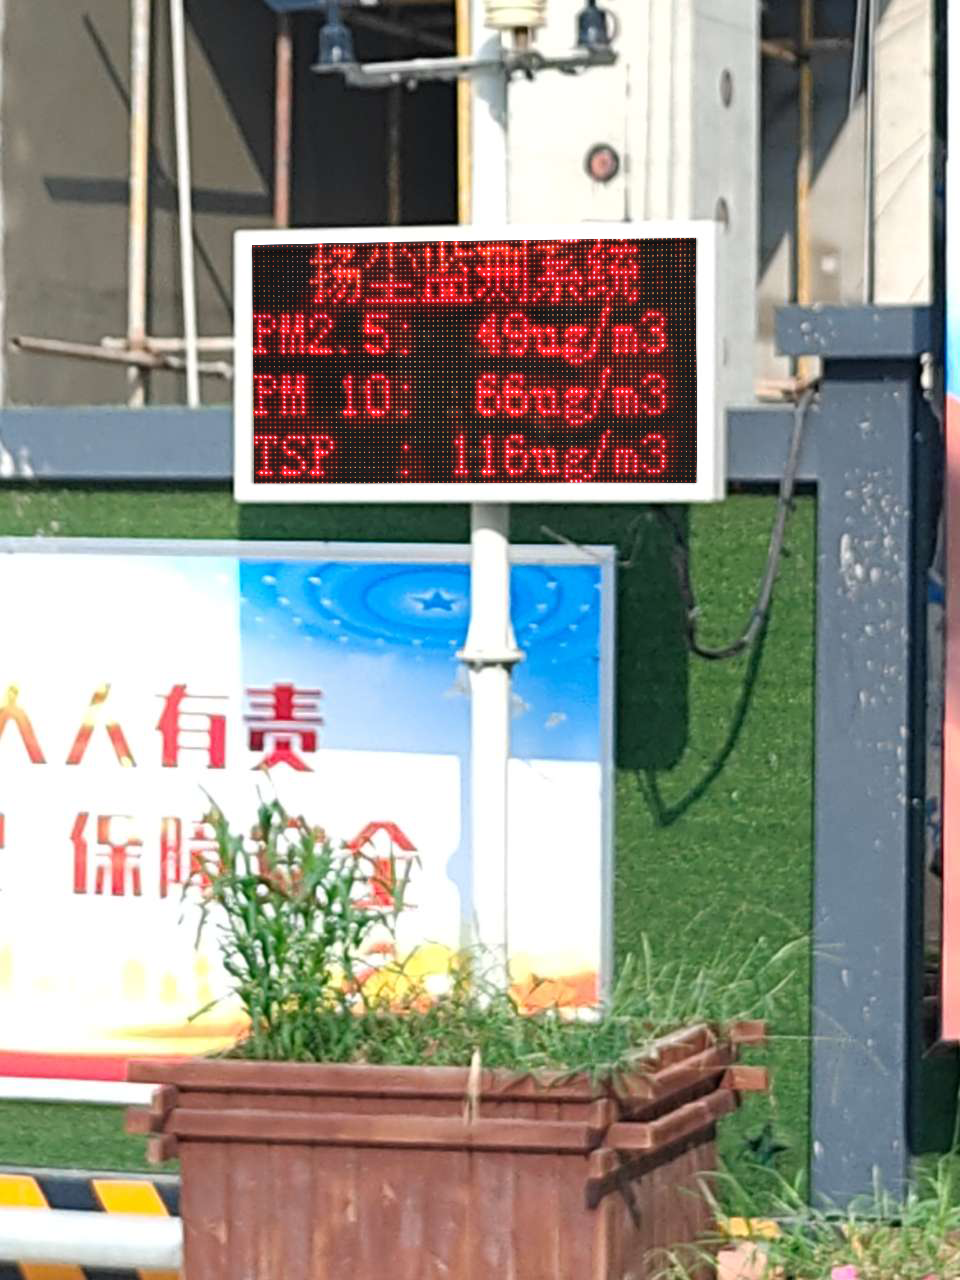 扬尘监测系统
PM2.5: 49ug/m3
PM 10: 66ug/m3
TSP : 116ug/m3
人人有责
保障安全